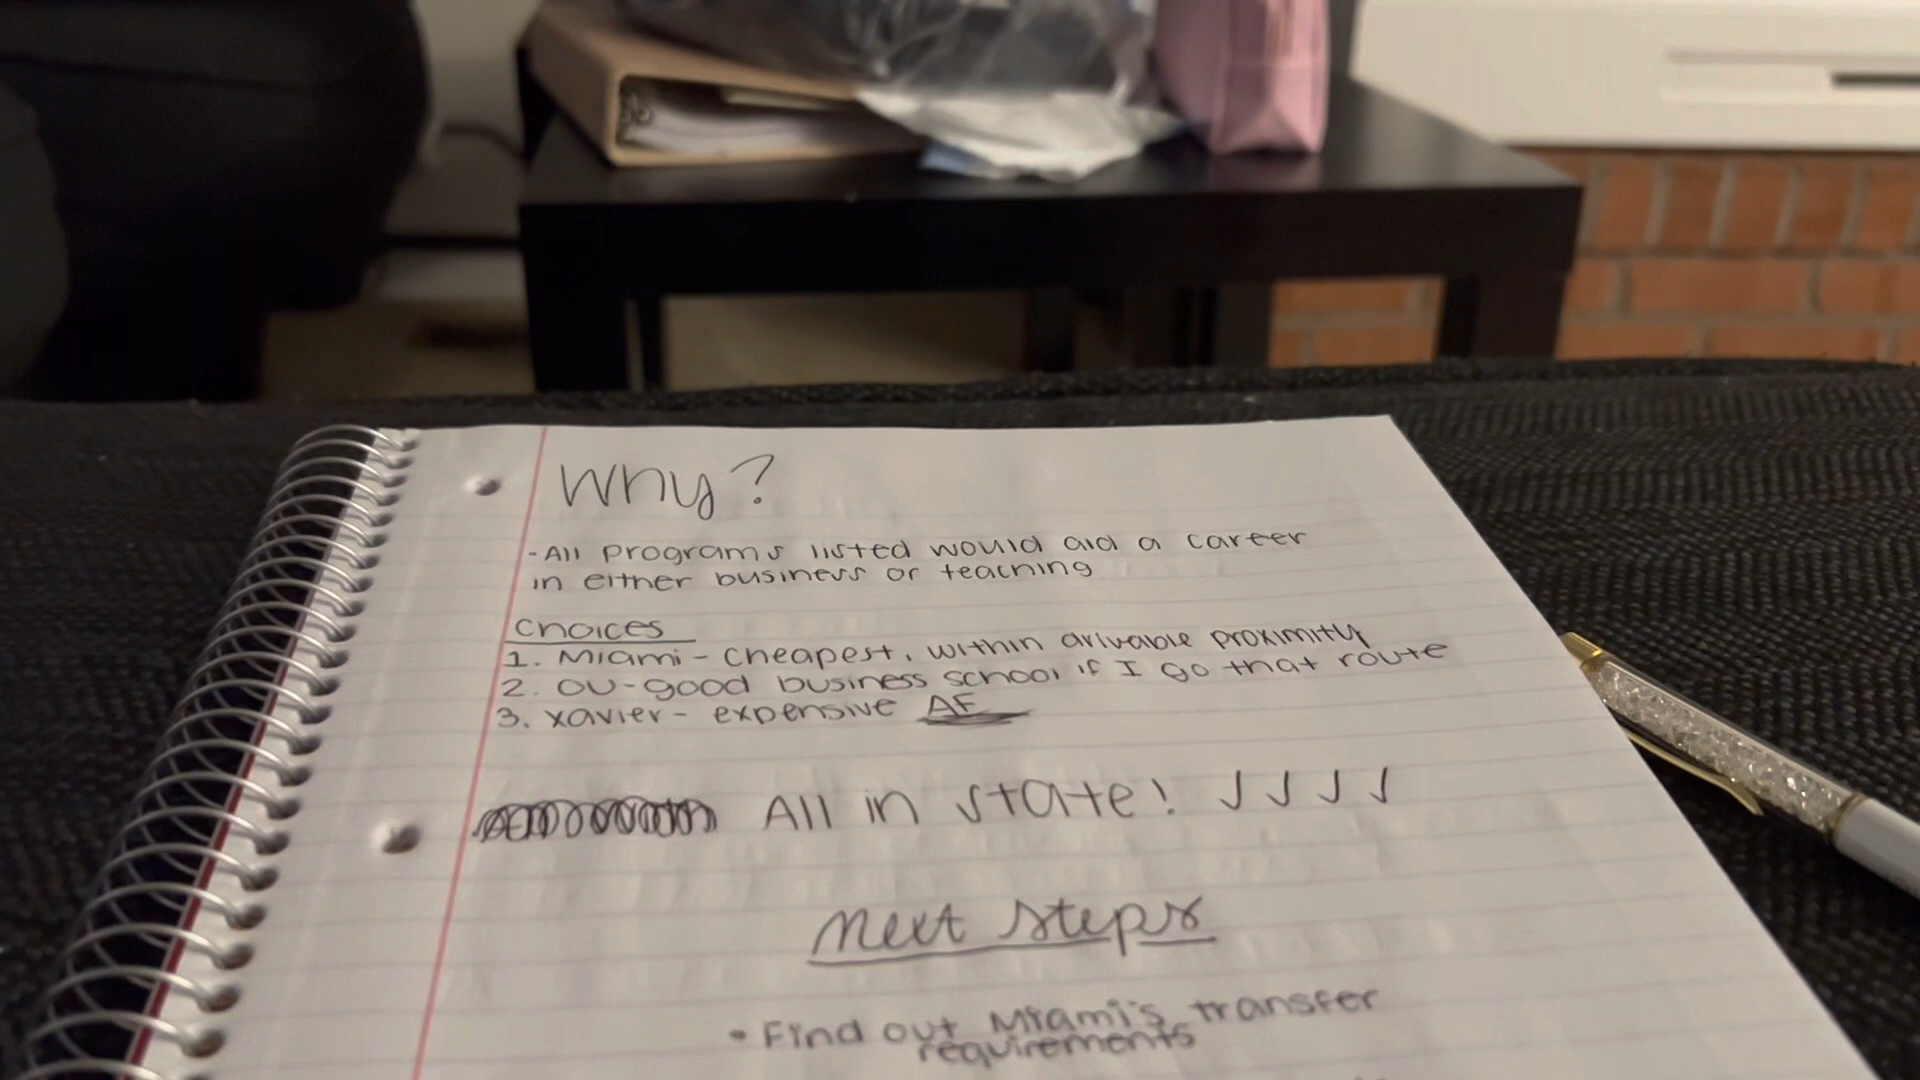 Why?
- All programs listed would aid a career
in either business or teaching
Choices
1. Miami - cheapest, within drivable proximity
2. OU - good business school if I go that route
3. Xavier - expensive AF
All in state! ✓ ✓ ✓ ✓
Next Steps
• Find out Miami's transfer
requirements